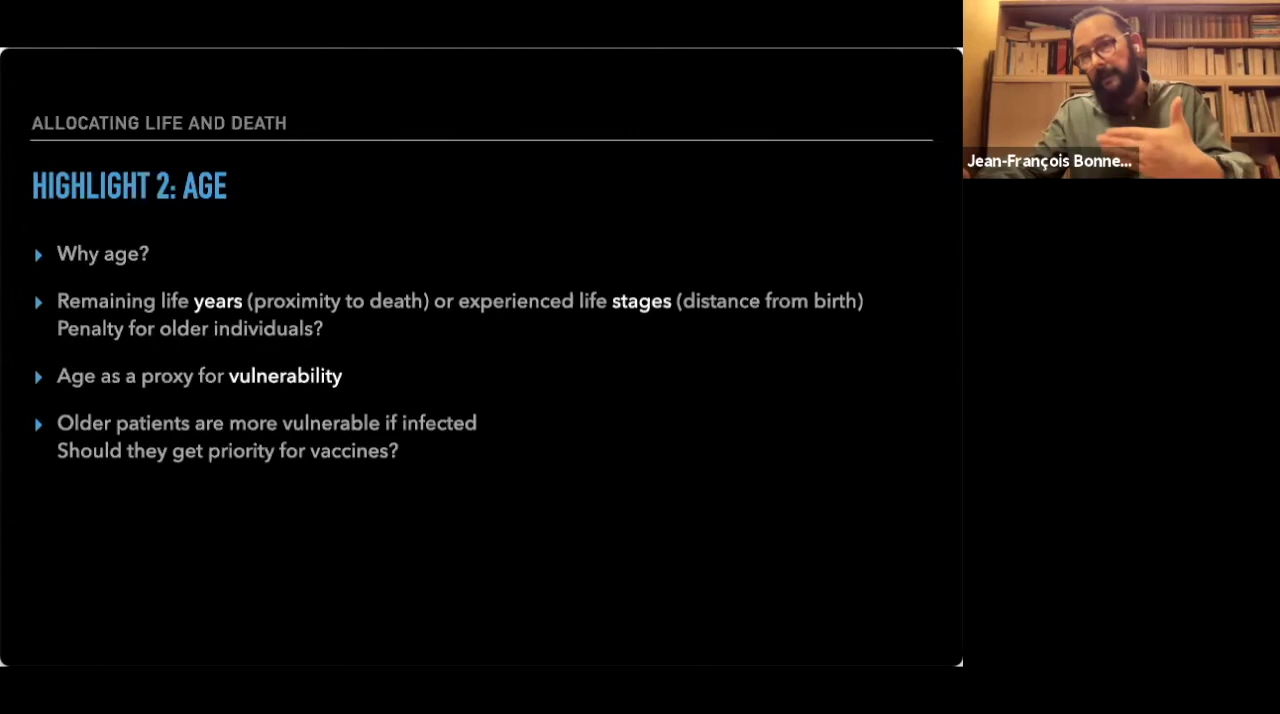 ALLOCATING LIFE AND DEATH
HIGHLIGHT 2: AGE
Why age?
Remaining life years (proximity to death) or experienced life stages (distance from birth)
Penalty for older individuals?
Age as a proxy for vulnerability
Older patients are more vulnerable if infected
Should they get priority for vaccines?
Jean-François Bonne...